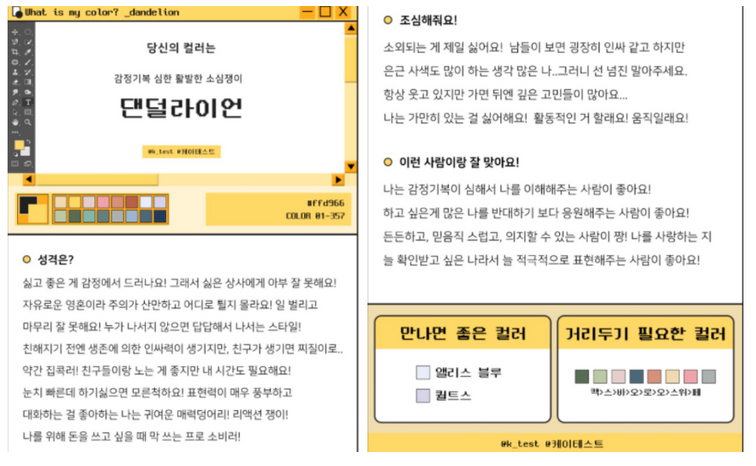 What is my color? _dandelion
당신의 컬러는
감정기복 심한 활발한 소심쟁이
댄덜라이언
@k_test @케이테스트
#ffd966
COLOR 01-357
성격은?
싫고 좋은 게 감정에서 드러나요! 그래서 싫은 상사에게 아부 잘 못해요!
자유로운 영혼이라 주의가 산만하고 어디로 튈지 몰라요! 일 벌리고
마무리 잘 못해요! 누가 나서지 않으면 답답해서 나서는 스타일!
친해지기 전엔 생존에 의한 인싸력이 생기지만, 친구가 생기면 찌질이로..
약간 집콕러! 친구들이랑 노는 게 좋지만 내 시간도 필요해요!
눈치 빠른데 하기싫으면 모른척하요! 표현력이 매우 풍부하고
대화하는 걸 좋아하는 나는 귀여운 매력덩어리! 리액션 쟁이!
나를 위해 돈을 쓰고 싶을 때 막 쓰는 프로 소비러!
조심해줘요!
소외되는 게 제일 싫어요! 남들이 보면 굉장히 인싸 같고 하지만
은근 사색도 많이 하는 생각 많은 나..그러니 선 넘진 말아주세요.
항상 웃고 있지만 가면 뒤엔 깊은 고민들이 많아요...
나는 가만히 있는 걸 싫어해요! 활동적인 거 할래요! 움직일래요!
이런 사람이랑 잘 맞아요!
나는 감정기복이 심해서 나를 이해해주는 사람이 좋아요!
하고 싶은게 많은 나를 반대하기 보다 응원해주는 사람이 좋아요!
든든하고, 믿음직 스럽고, 의지할 수 있는 사람이 짱! 나를 사랑하는 지
늘 확인받고 싶은 나라서 늘 적극적으로 표현해주는 사람이 좋아요!
만나면 좋은 컬러
앨리스 블루
퀼트스
거리두기 필요한 컬러
팩>스>바>오>로>오>스위>페
@k_test @케이테스트